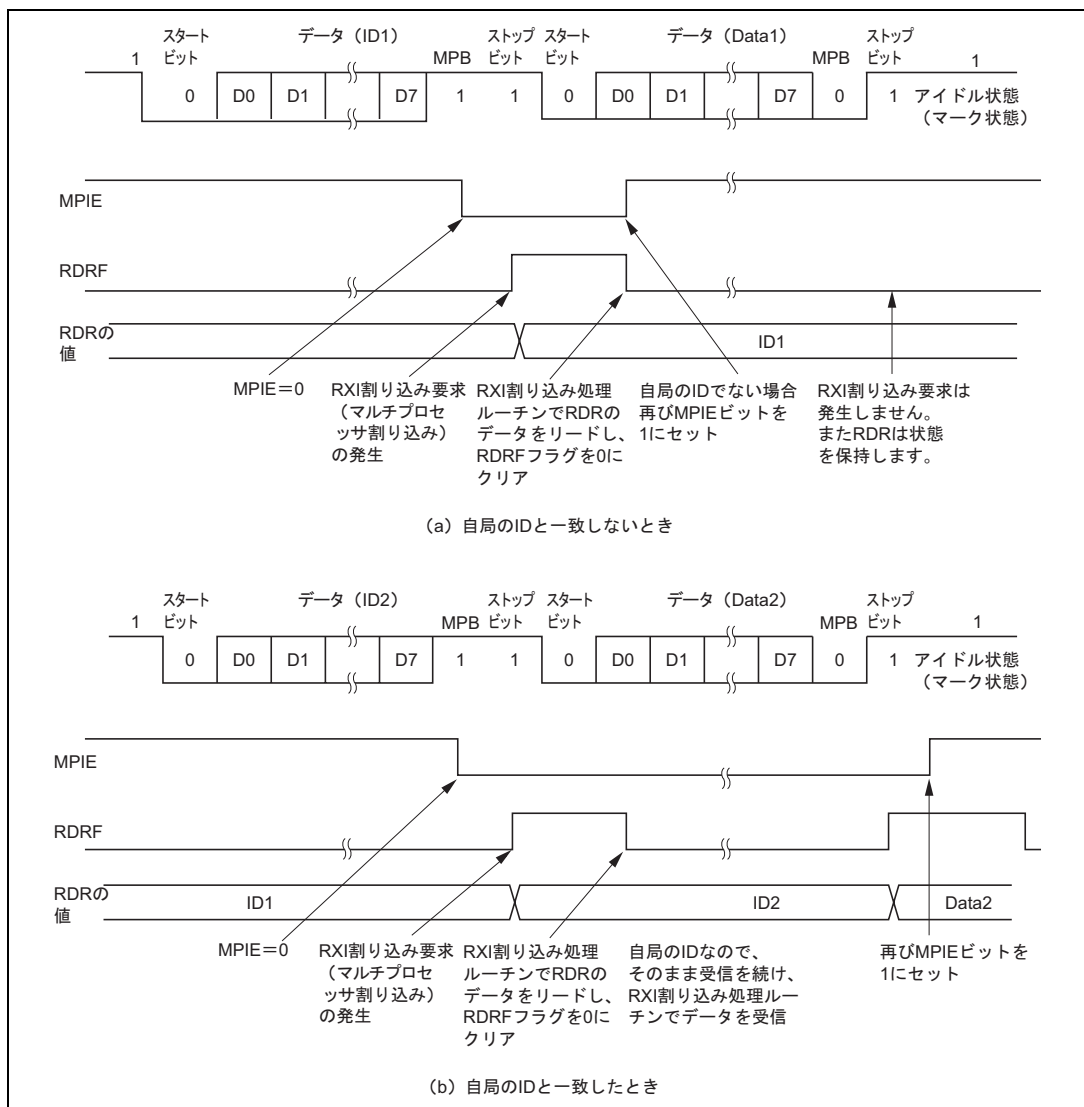 スタート
ビット
データ（ID1）
MPB
ストップ
ビット
スタート
ビット
データ（Data1）
MPB
ストップ
ビット
1
1
0 D0 D1 D7 1 1 0 D0 D1 D7 0 1 アイドル状態
（マーク状態）
MPIE
RDRF
RDRの
値
ID1
MPIE＝0
RXI割り込み要求
（マルチプロセ
ッサ割り込み）
の発生
RXI割り込み処理
ルーチンでRDRの
データをリードし、
RDRFフラグを0に
クリア
自局のIDでない場合
再びMPIEビットを
1にセット
RXI割り込み要求は
発生しません。
またRDRは状態
を保持します。
（a）自局のIDと一致しないとき
スタート
ビット
データ（ID2）
MPB
ストップ
ビット
スタート
ビット
データ（Data2）
MPB
ストップ
ビット
1
1
0 D0 D1 D7 1 1 0 D0 D1 D7 0 1 アイドル状態
（マーク状態）
MPIE
RDRF
RDRの
値
ID1 ID2 Data2
MPIE＝0
RXI割り込み要求
（マルチプロセ
ッサ割り込み）
の発生
RXI割り込み処理
ルーチンでRDRの
データをリードし、
RDRFフラグを0に
クリア
自局のIDなので、
そのまま受信を続け、
RXI割り込み処理ルー
チンでデータを受信
再びMPIEビットを
1にセット
（b）自局のIDと一致したとき